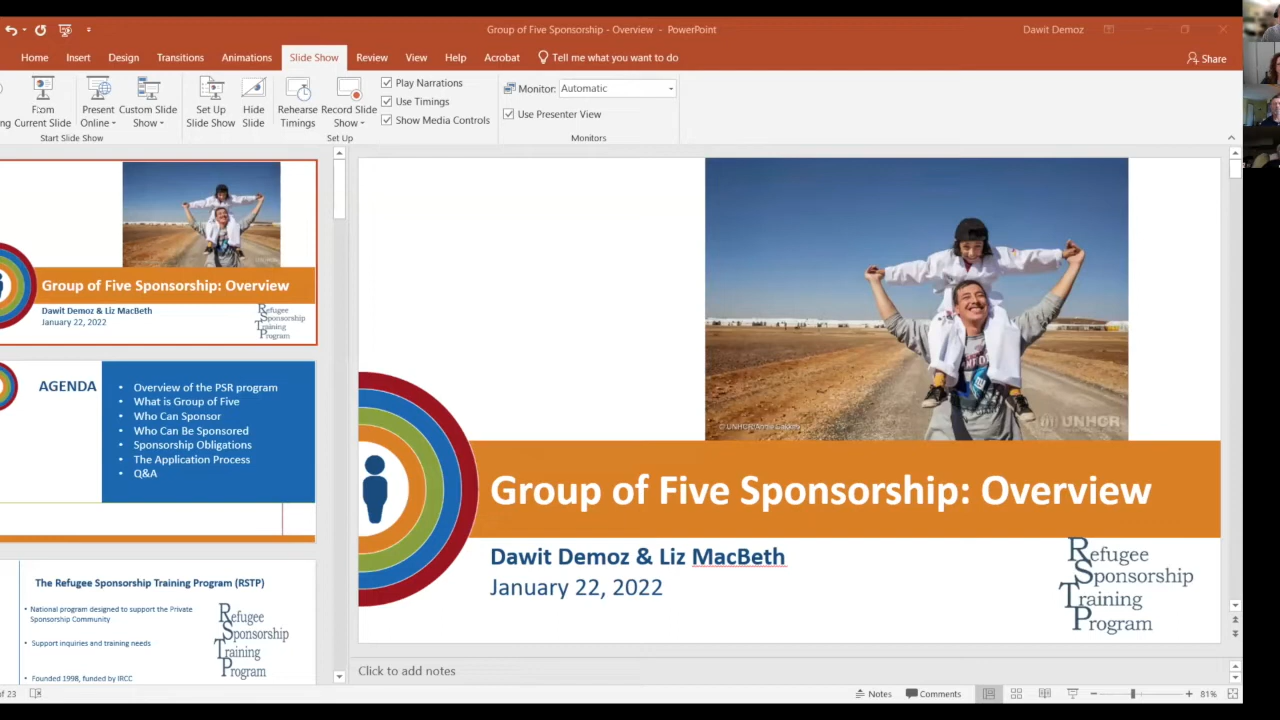 Group of Five Sponsorship - Overview - PowerPoint
Dawit Demoz
Home Insert Design Transitions Animations Slide Show Review View Help Acrobat Tell me what you want to do
Share
From
Current Slide
Present
Online
Custom Slide
Show
Set Up
Slide Show
Hide
Slide
Rehearse
Timings
Record Slide
Show
Play Narrations
Use Timings
Show Media Controls
Monitor: Automatic
Use Presenter View
Start Slide Show
Set Up
Monitors
Group of Five Sponsorship: Overview
Dawit Demoz & Liz MacBeth
January 22, 2022
Refugee
Sponsorship
Training
Program
AGENDA
• Overview of the PSR program
• What is Group of Five
• Who Can Sponsor
• Who Can Be Sponsored
• Sponsorship Obligations
• The Application Process
• Q&A
The Refugee Sponsorship Training Program (RSTP)
• National program designed to support the Private
Sponsorship Community
• Support inquiries and training needs
• Founded 1998, funded by IRCC
Refugee
Sponsorship
Training
Program
UNHCR
Group of Five Sponsorship: Overview
Dawit Demoz & Liz MacBeth
January 22, 2022
Refugee
Sponsorship
Training
Program
Click to add notes
of 23
Notes
Comments
81%